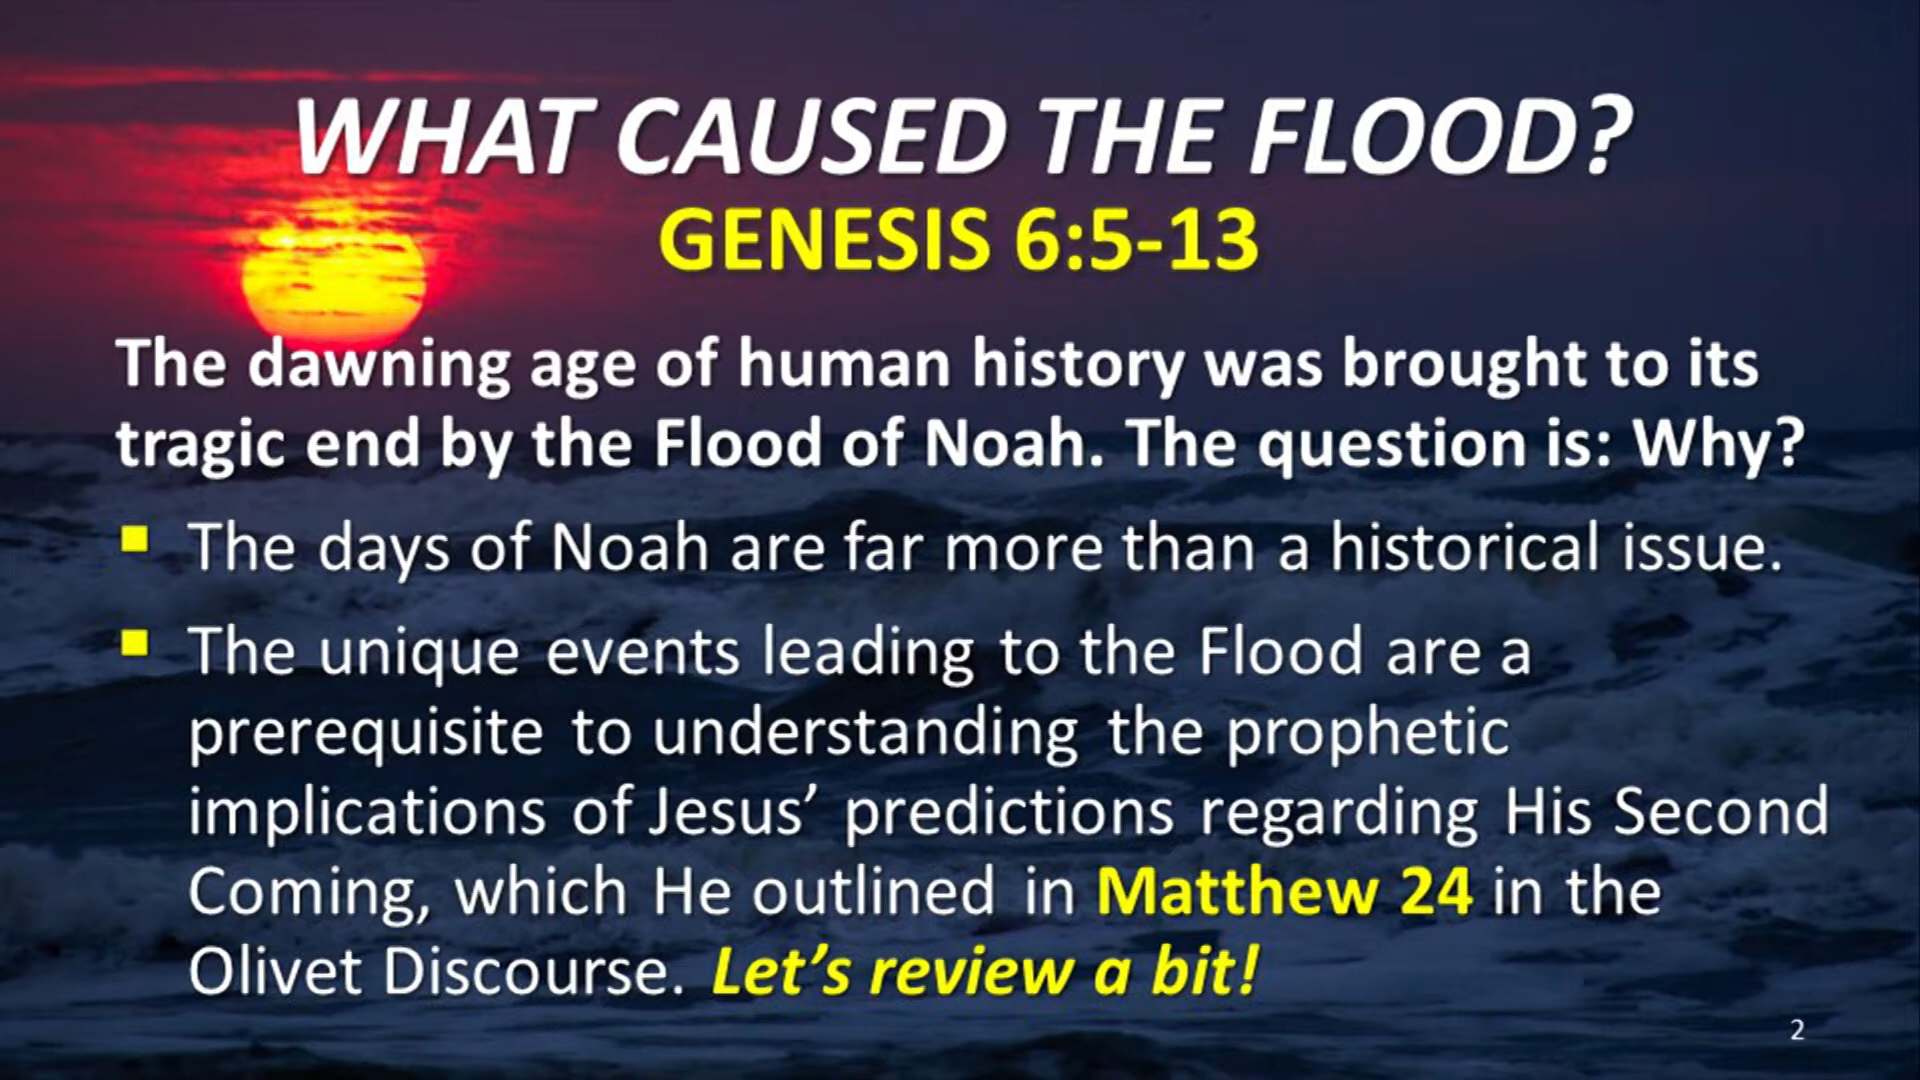 WHAT CAUSED THE FLOOD?
GENESIS 6:5-13
The dawning age of human history was brought to its
tragic end by the Flood of Noah. The question is: Why?
The days of Noah are far more than a historical issue.
The unique events leading to the Flood are a
prerequisite to understanding the prophetic
implications of Jesus’ predictions regarding His Second
Coming, which He outlined in Matthew 24 in the
Olivet Discourse. Let’s review a bit!
2